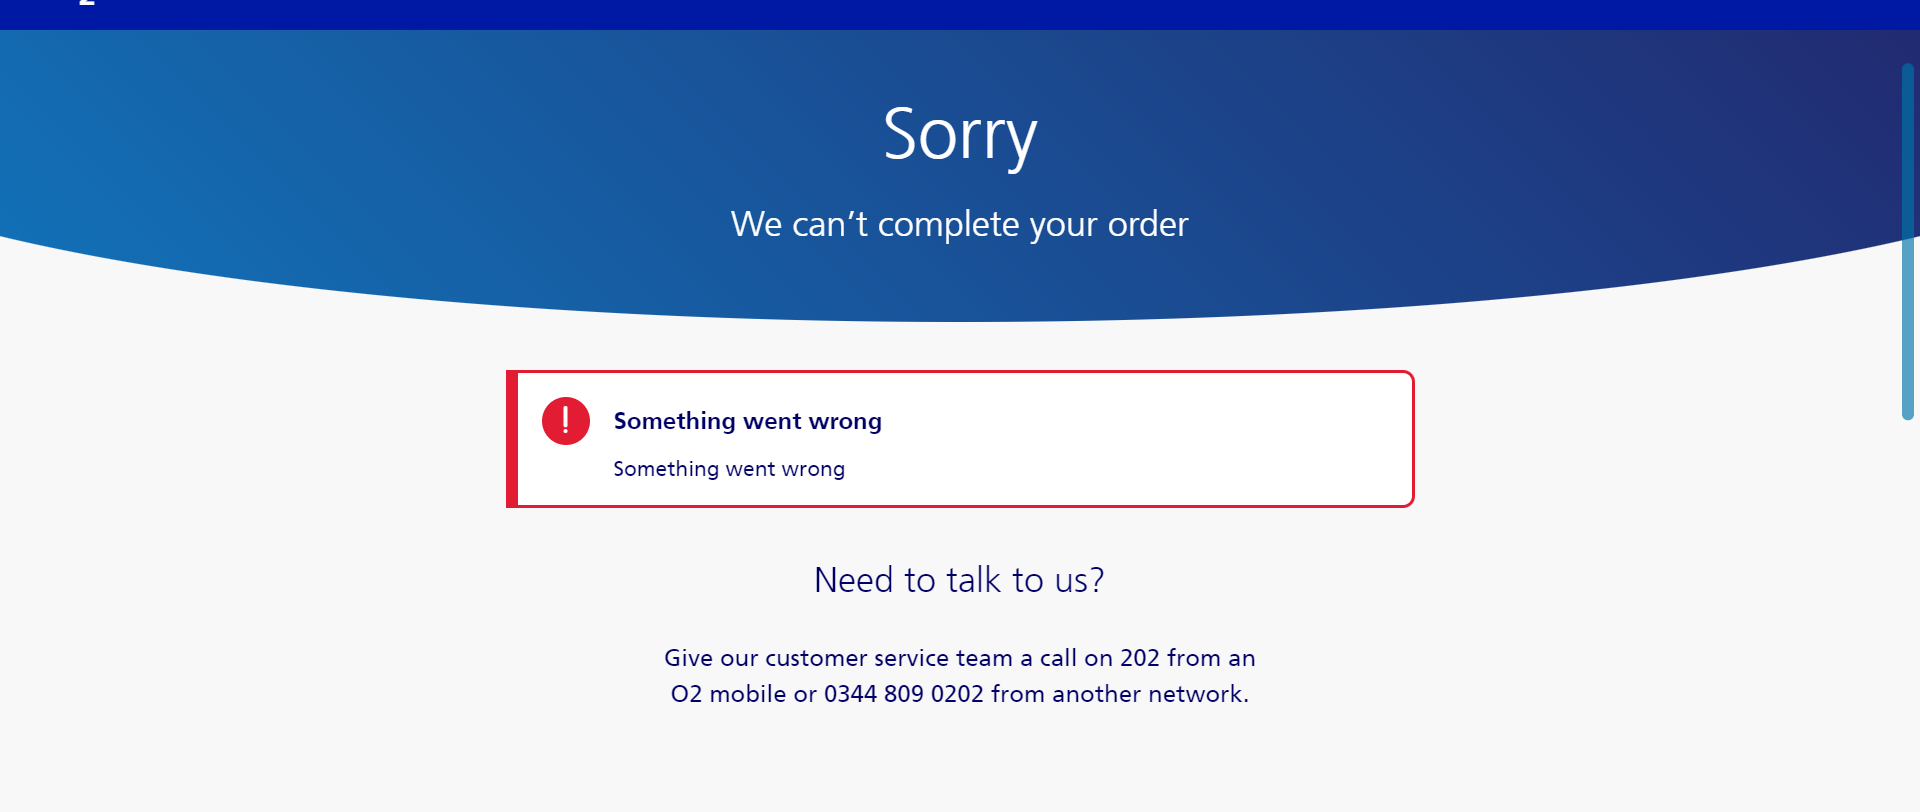 Sorry
We can’t complete your order
Something went wrong
Something went wrong
Need to talk to us?
Give our customer service team a call on 202 from an
O2 mobile or 0344 809 0202 from another network.